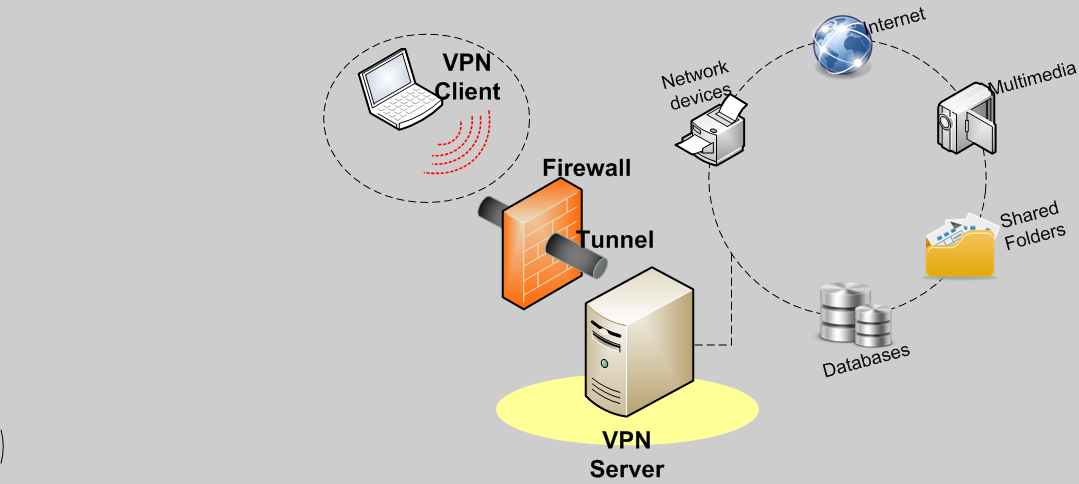 VPN
Client
Firewall
Tunnel
VPN
Server
Network
devices
Internet
Multimedia
Shared
Folders
Databases
)